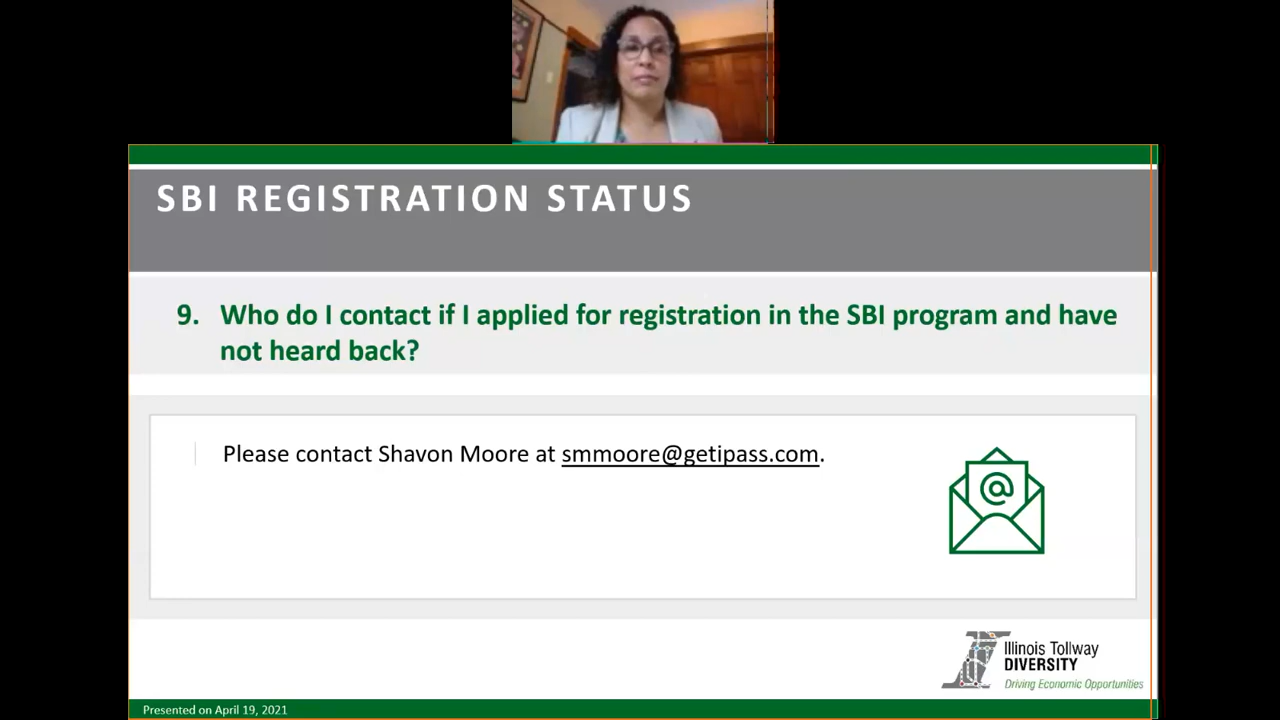 SBI REGISTRATION STATUS
9. Who do I contact if I applied for registration in the SBI program and have
not heard back?
Please contact Shavon Moore at smmoore@getipass.com.
@
Illinois Tollway
DIVERSITY
Driving Economic Opportunities
Presented on April 19, 2021